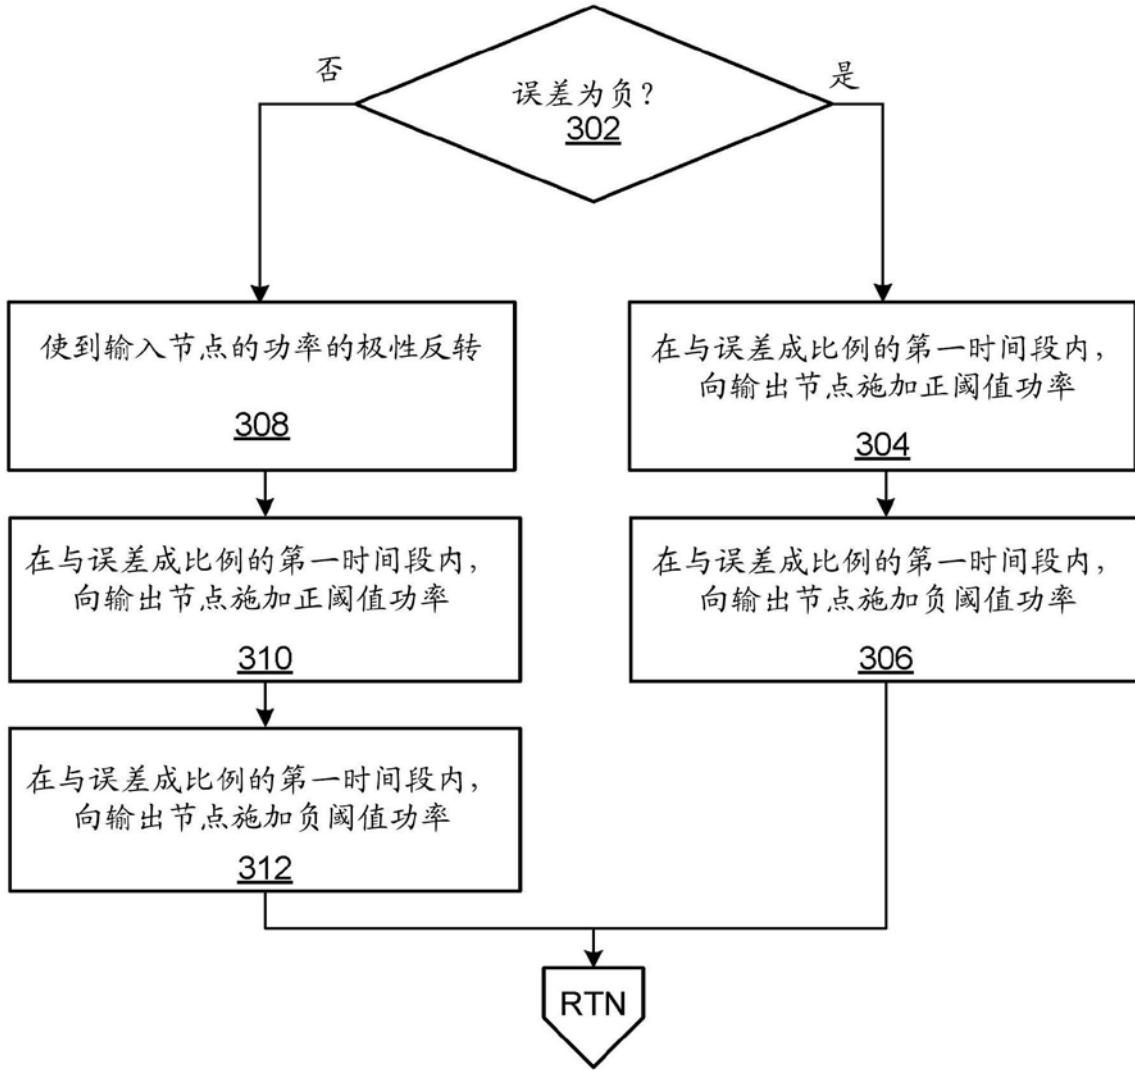 误差为负?
302
否
是
使到输入节点的功率的极性反转
308
在与误差成比例的第一时间段内，
向输出节点施加正阈值功率
304
在与误差成比例的第一时间段内，
向输出节点施加正阈值功率
310
在与误差成比例的第一时间段内，
向输出节点施加负阈值功率
306
在与误差成比例的第一时间段内，
向输出节点施加负阈值功率
312
RTN